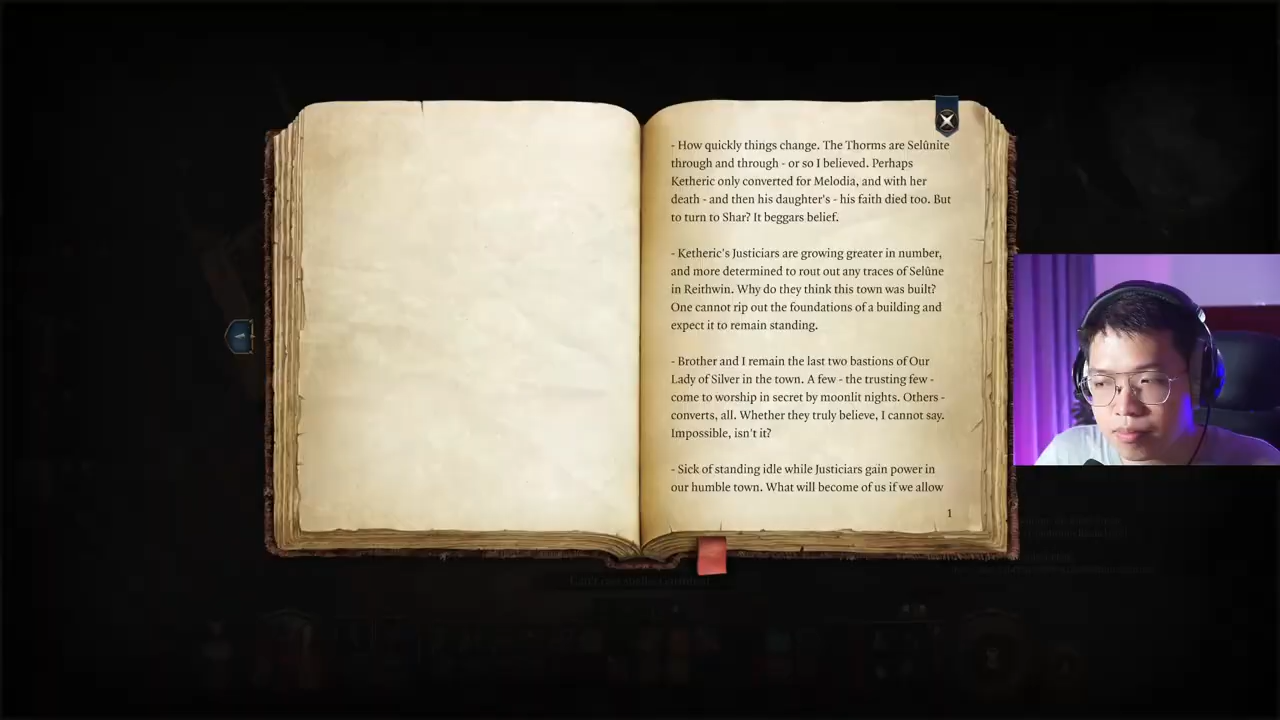 - How quickly things change. The Thorms are Selûnite
through and through - or so I believed. Perhaps
Ketheric only converted for Melodia, and with her
death - and then his daughter's - his faith died too. But
to turn to Shar? It beggars belief.
- Ketheric's Justiciars are growing greater in number,
and more determined to rout out any traces of Selûne
in Reithwin. Why do they think this town was built?
One cannot rip out the foundations of a building and
expect it to remain standing.
- Brother and I remain the last two bastions of Our
Lady of Silver in the town. A few - the trusting few -
come to worship in secret by moonlit nights. Others -
converts, all. Whether they truly believe, I cannot say.
Impossible, isn't it?
- Sick of standing idle while Justiciars gain power in
our humble town. What will become of us if we allow
1